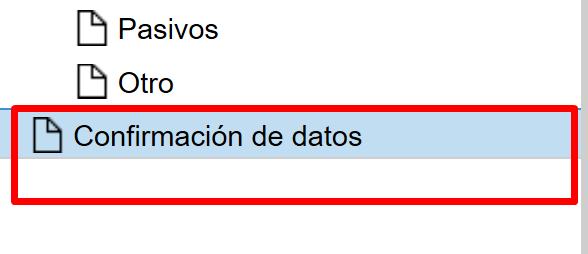 Pasivos
Otro
Confirmación de datos